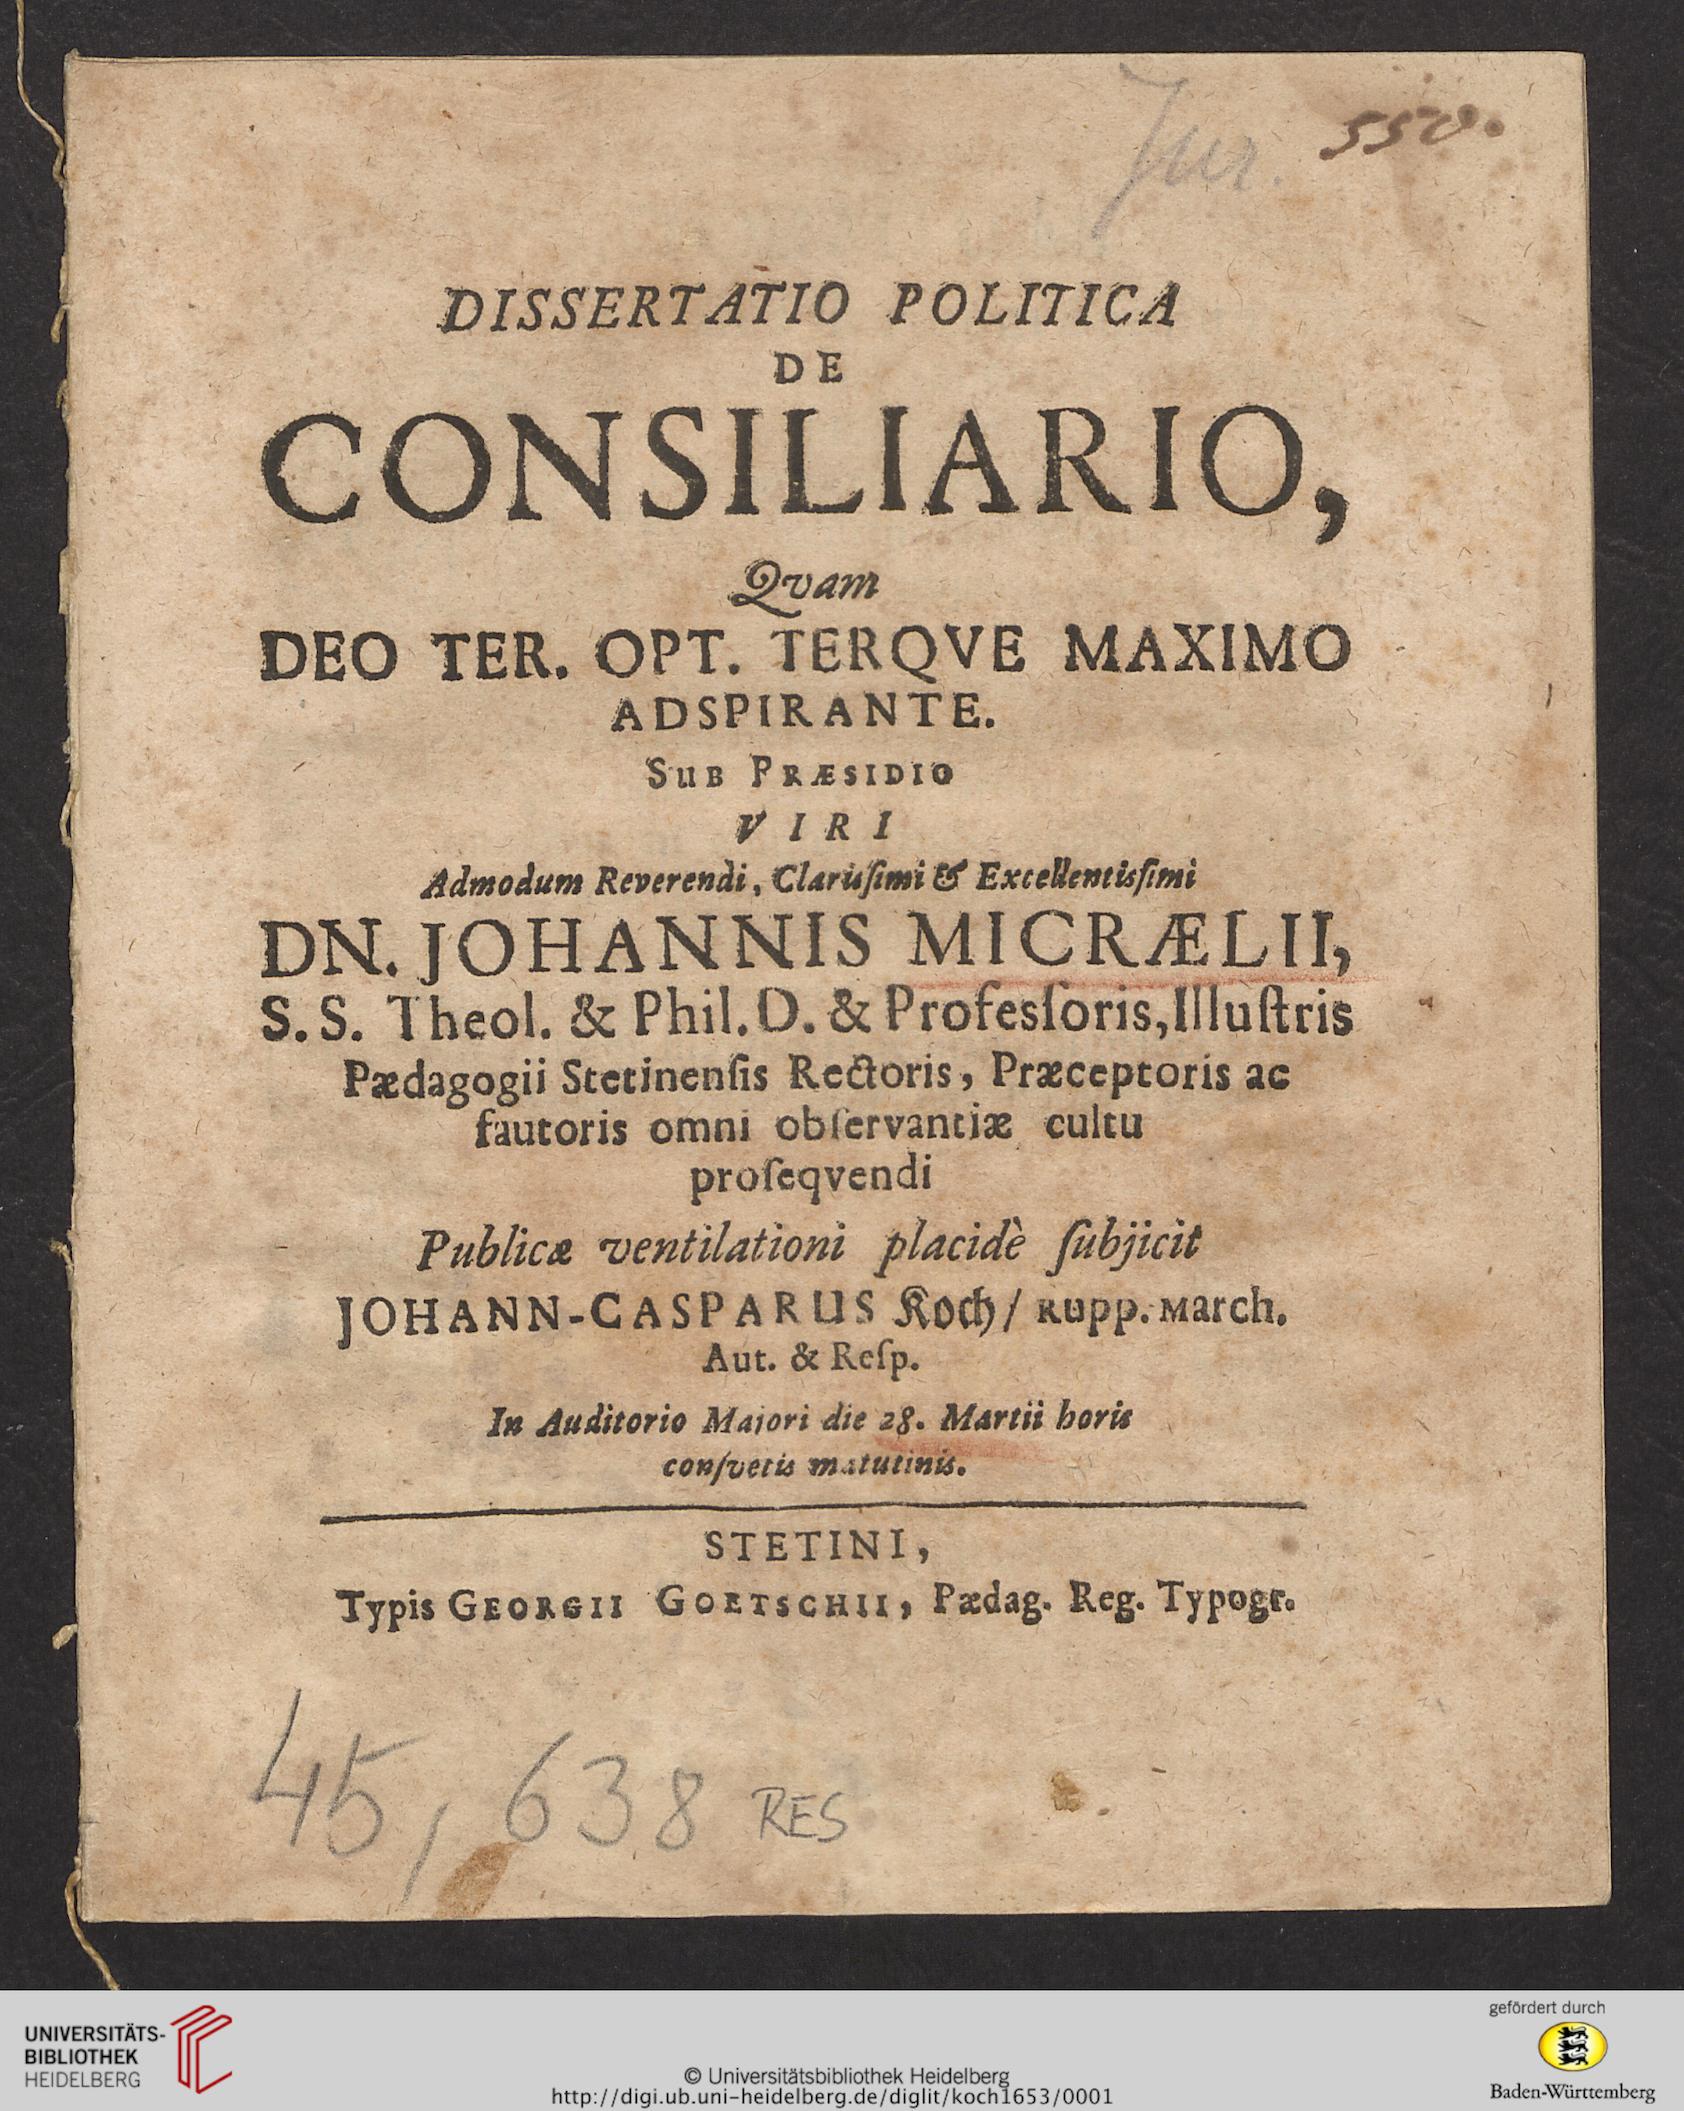 Jur. 550.
DISSERTATIO POLITICA
DE
CONSILIARIO,
Qvam
DEO TER. OPT. TERQVE MAXIMO
ADSPIRANTE.
SUB PRÆSIDIO
VIRI
Admodum Reverendi, Clarisſimi & Excellentisſimi
DN. JOHANNIS MICRÆLII,
S.S. Theol. & Phil. D. & Profesſoris, Illuſtris
Pædagogii Stetinenſis Rectoris, Præceptoris ac
fautoris omni obſervantiæ cultu
proſeqvendi
Publicæ ventilationi placidè ſubjicit
JOHANN-CASPARUS Koch/ Rupp. March.
Aut. & Reſp.
In Auditorio Majori die 28. Martii horis
conſvetis matutinis.
STETINI,
Typis GEORGII GOETSCHII, Pædag. Reg. Typogr.
45, 638 RES
UNIVERSITÄTS-
BIBLIOTHEK
HEIDELBERG
© Universitätsbibliothek Heidelberg
http://digi.ub.uni-heidelberg.de/diglit/koch1653/0001
gefördert durch
Baden-Württemberg